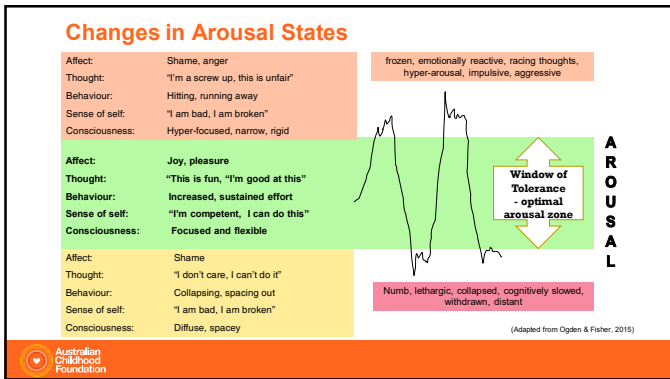 Changes in Arousal States
Affect: Shame, anger
Thought: "I'm a screw up, this is unfair"
Behaviour: Hitting, running away
Sense of self: "I am bad, I am broken"
Consciousness: Hyper-focused, narrow, rigid
frozen, emotionally reactive, racing thoughts,
hyper-arousal, impulsive, aggressive
Affect: Joy, pleasure
Thought: "This is fun, "I'm good at this"
Behaviour: Increased, sustained effort
Sense of self: "I'm competent, I can do this"
Consciousness: Focused and flexible
Window of
Tolerance
- optimal
arousal zone
A
R
O
U
S
A
L
Affect: Shame
Thought: "I don't care, I can't do it"
Behaviour: Collapsing, spacing out
Sense of self: "I am bad, I am broken"
Consciousness: Diffuse, spacey
Numb, lethargic, collapsed, cognitively slowed,
withdrawn, distant
(Adapted from Ogden & Fisher, 2015)
Australian
Childhood
Foundation